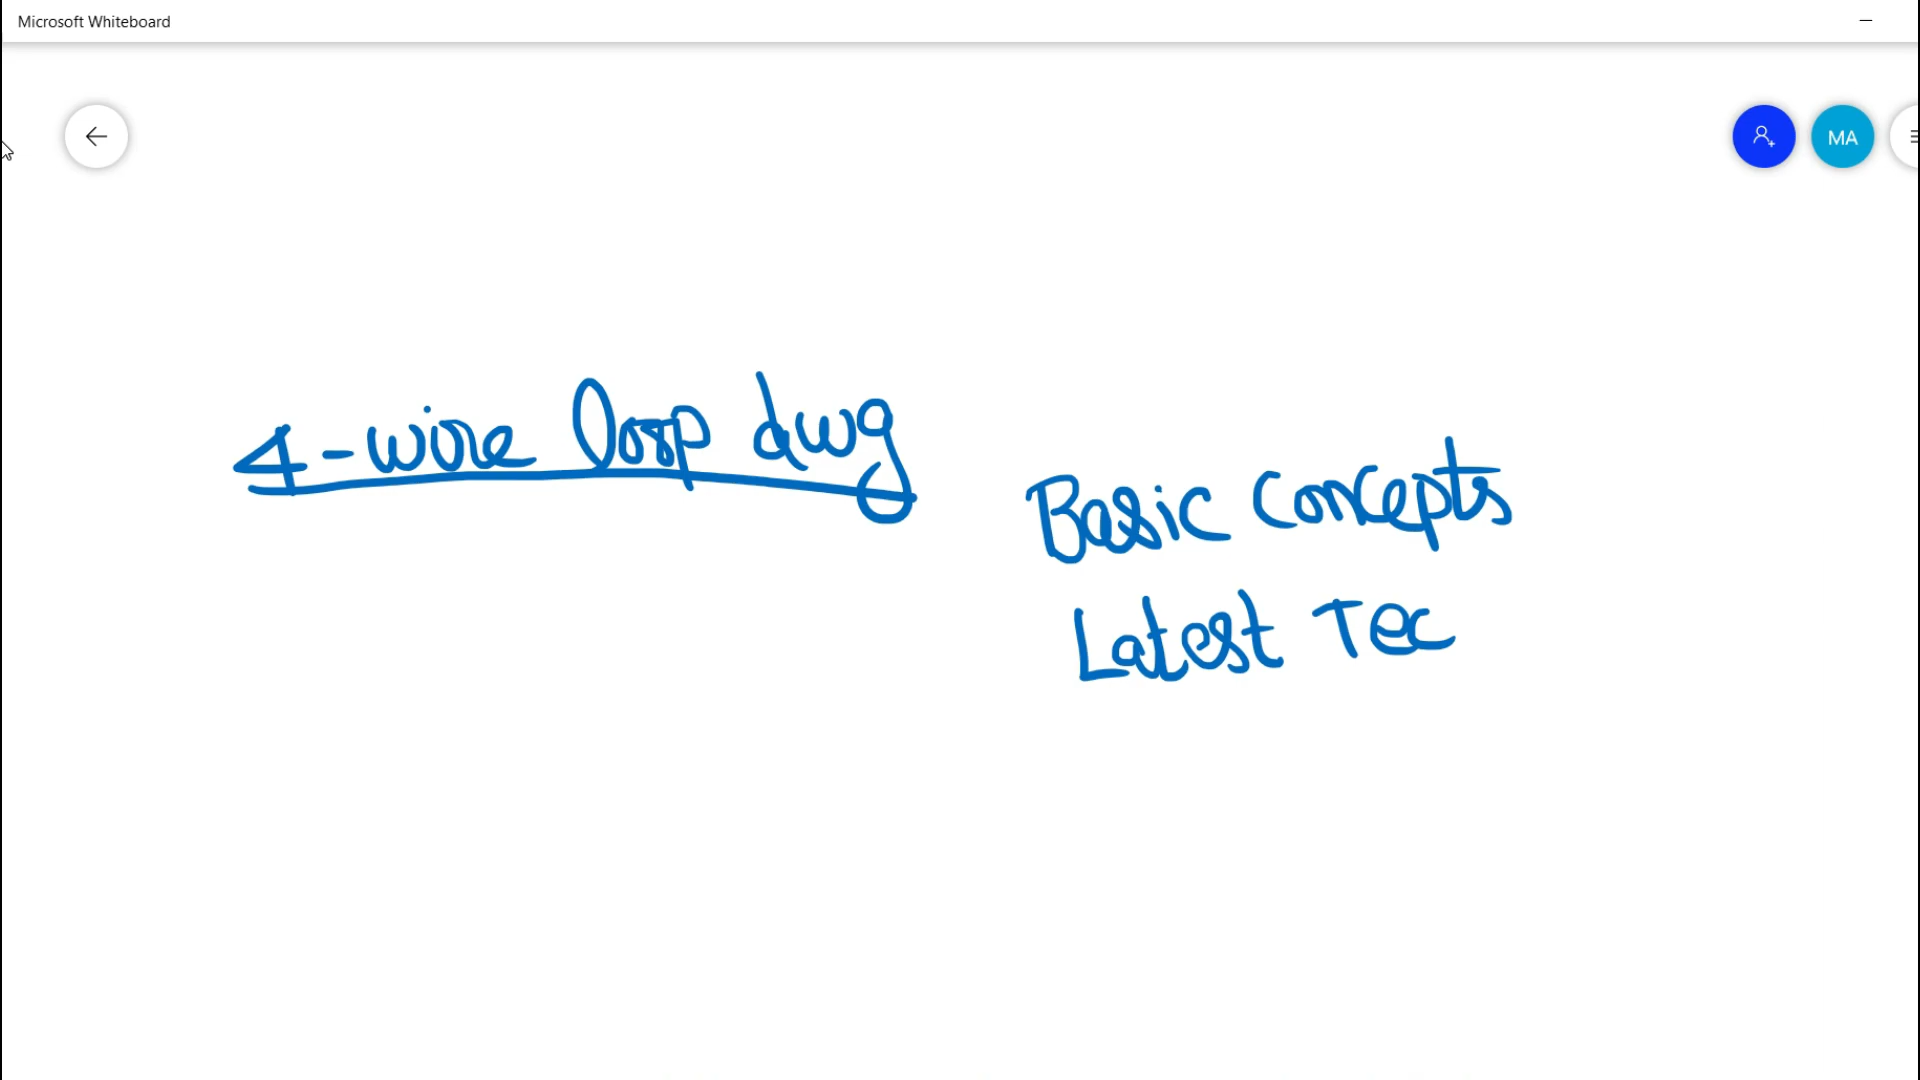 Microsoft Whiteboard
MA
4-wire loop dwg
Basic Concepts
Latest Tec